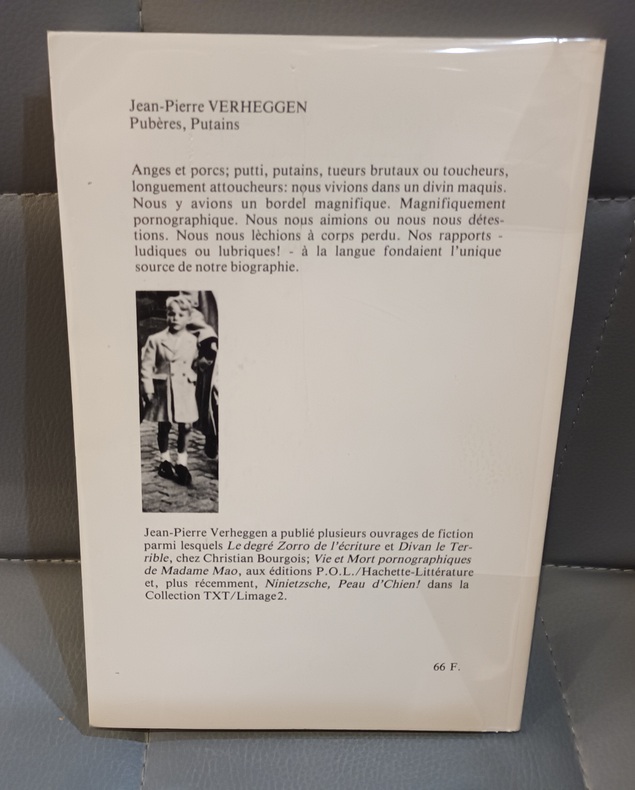 Jean-Pierre VERHEGGEN
Pubères, Putains
Anges et porcs; putti, putains, tueurs brutaux ou toucheurs,
longuement attoucheurs: nous vivions dans un divin maquis.
Nous y avions un bordel magnifique. Magnifiquement
pornographique. Nous nous aimions ou nous nous détes-
tions. Nous nous léchions à corps perdu. Nos rapports -
ludiques ou lubriques! - à la langue fondaient l'unique
source de notre biographie.
Jean-Pierre Verheggen a publié plusieurs ouvrages de fiction
parmi lesquels Le degré Zorro de l'écriture et Divan le Ter-
rible, chez Christian Bourgois; Vie et Mort pornographiques
de Madame Mao, aux éditions P.O.L./Hachette-Littérature
et, plus récemment, Ninietzsche, Peau d'Chien! dans la
Collection TXT/Limage2.
66 F.